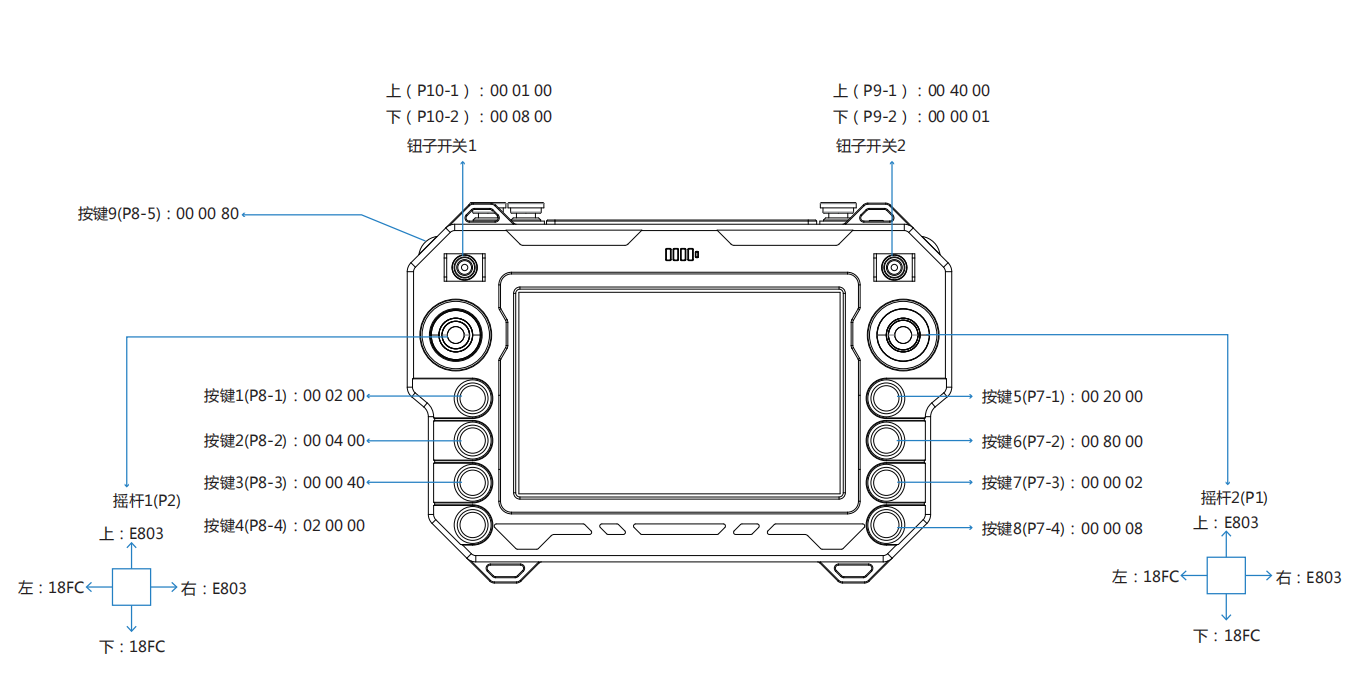 上（P10-1）：00 01 00
下（P10-2）：00 08 00
钮子开关1
上（P9-1）：00 40 00
下（P9-2）：00 00 01
钮子开关2
按键9(P8-5)：00 00 80
按键1(P8-1)：00 02 00
按键2(P8-2)：00 04 00
按键3(P8-3)：00 00 40
按键4(P8-4)：02 00 00
按键5(P7-1)：00 20 00
按键6(P7-2)：00 80 00
按键7(P7-3)：00 00 02
按键8(P7-4)：00 00 08
摇杆1(P2)
上：E803
左：18FC
右：E803
下：18FC
摇杆2(P1)
上：E803
左：18FC
右：E803
下：18FC